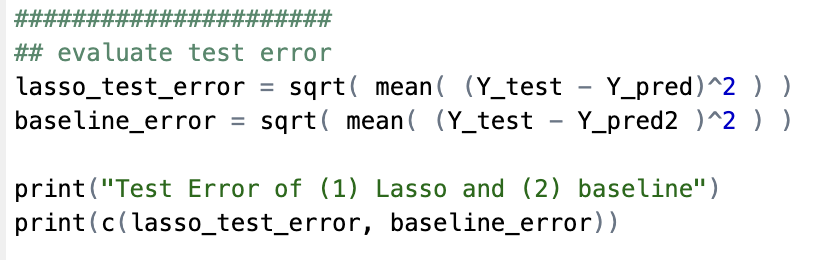 ######################
## evaluate test error
lasso_test_error = sqrt( mean( (Y_test - Y_pred)^2 ) )
baseline_error = sqrt( mean( (Y_test - Y_pred2 )^2 ) )
print("Test Error of (1) Lasso and (2) baseline")
print(c(lasso_test_error, baseline_error))